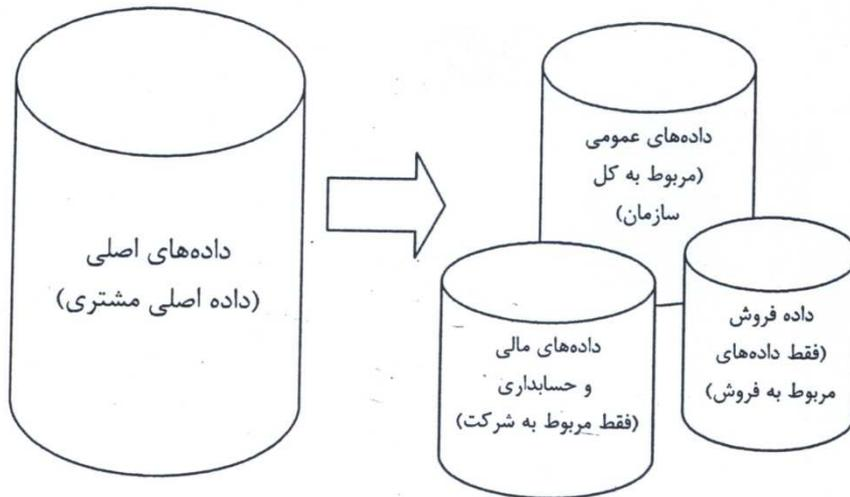 داده‌های اصلی
(داده اصلی مشتری)
داده‌های عمومی
(مربوط به کل
سازمان)
داده‌های مالی
و حسابداری
(فقط مربوط به شرکت)
داده فروش
(فقط داده‌های
مربوط به فروش)